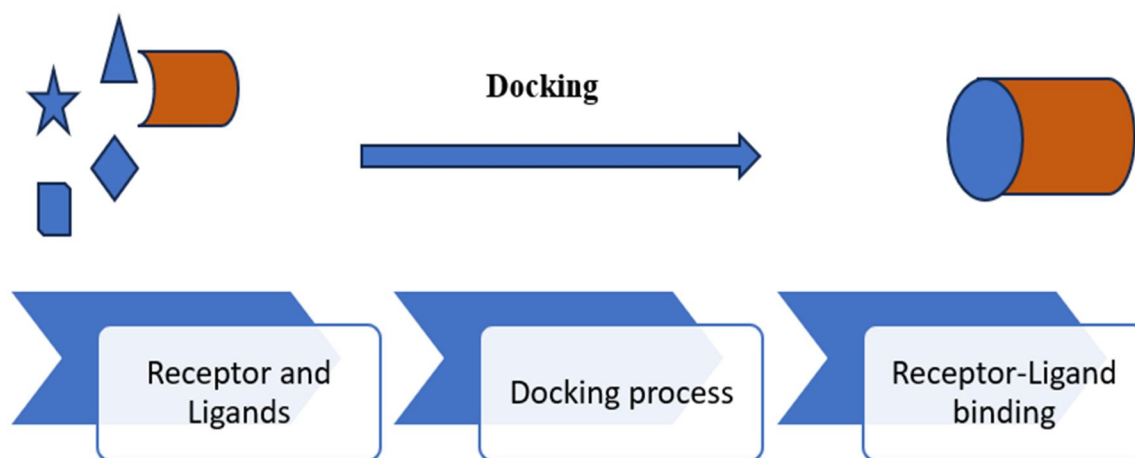 Docking
Receptor and
Ligands
Docking process
Receptor-Ligand
binding